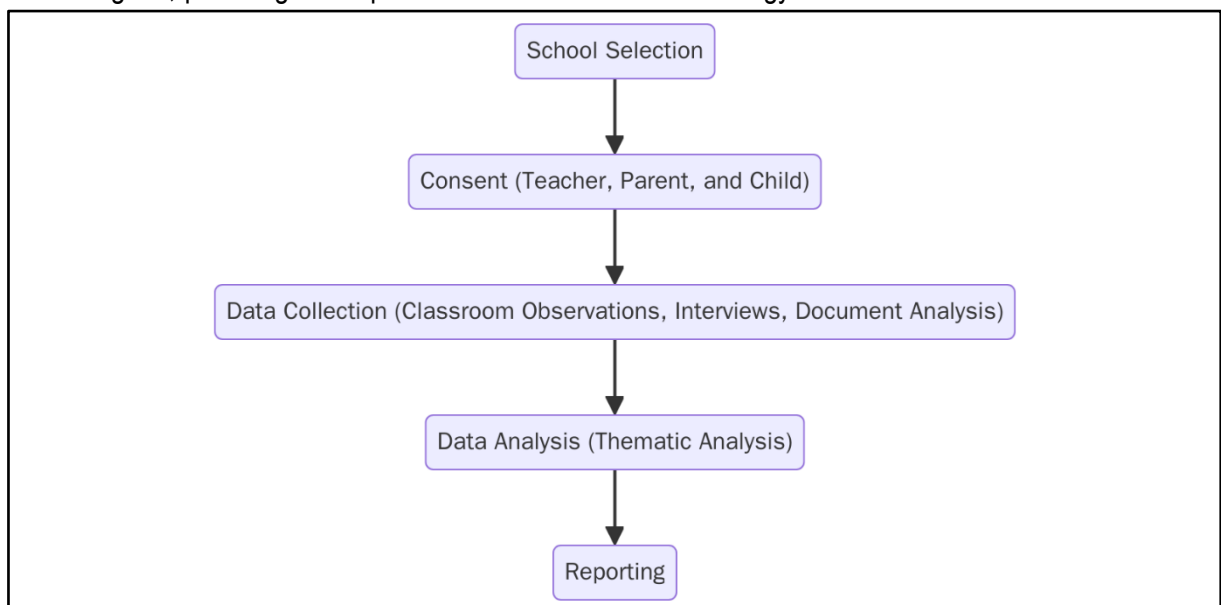 School Selection
Consent (Teacher, Parent, and Child)
Data Collection (Classroom Observations, Interviews, Document Analysis)
Data Analysis (Thematic Analysis)
Reporting